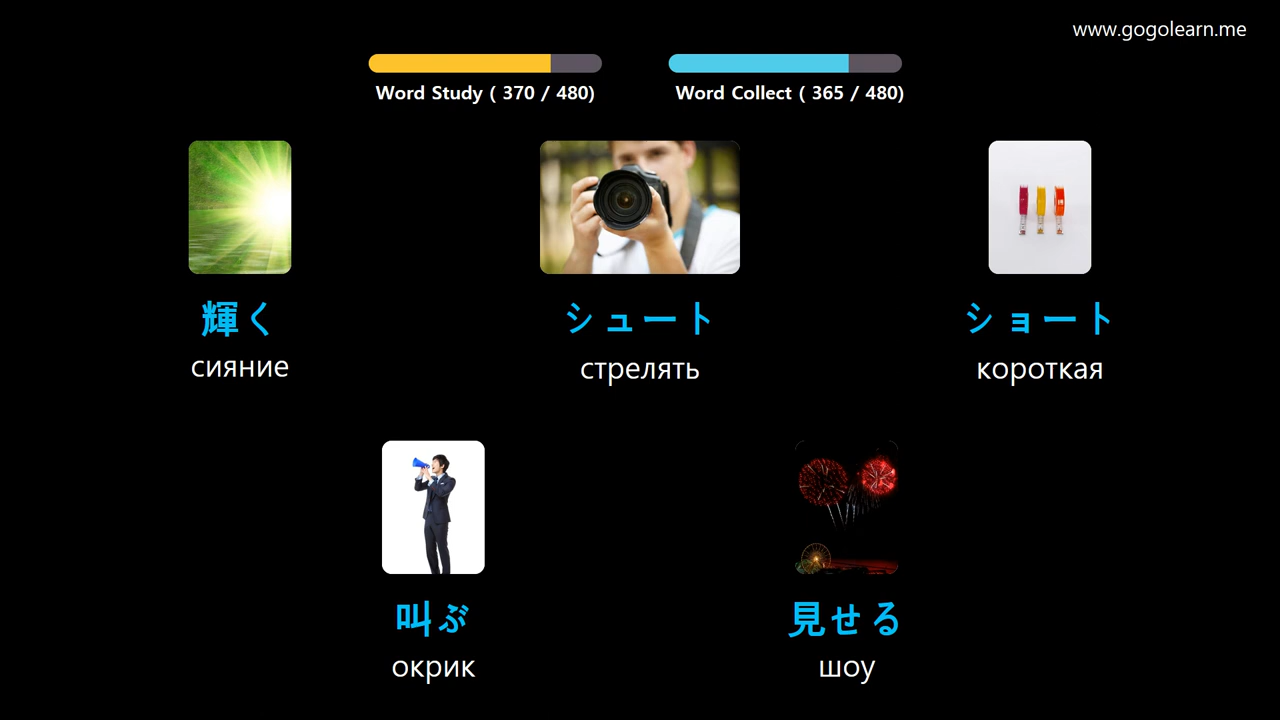 www.gogolearn.me
Word Study ( 370 / 480)
Word Collect ( 365 / 480)
輝く
シュート
ショート
сияние
стрелять
короткая
叫ぶ
見せる
окрик
шоу